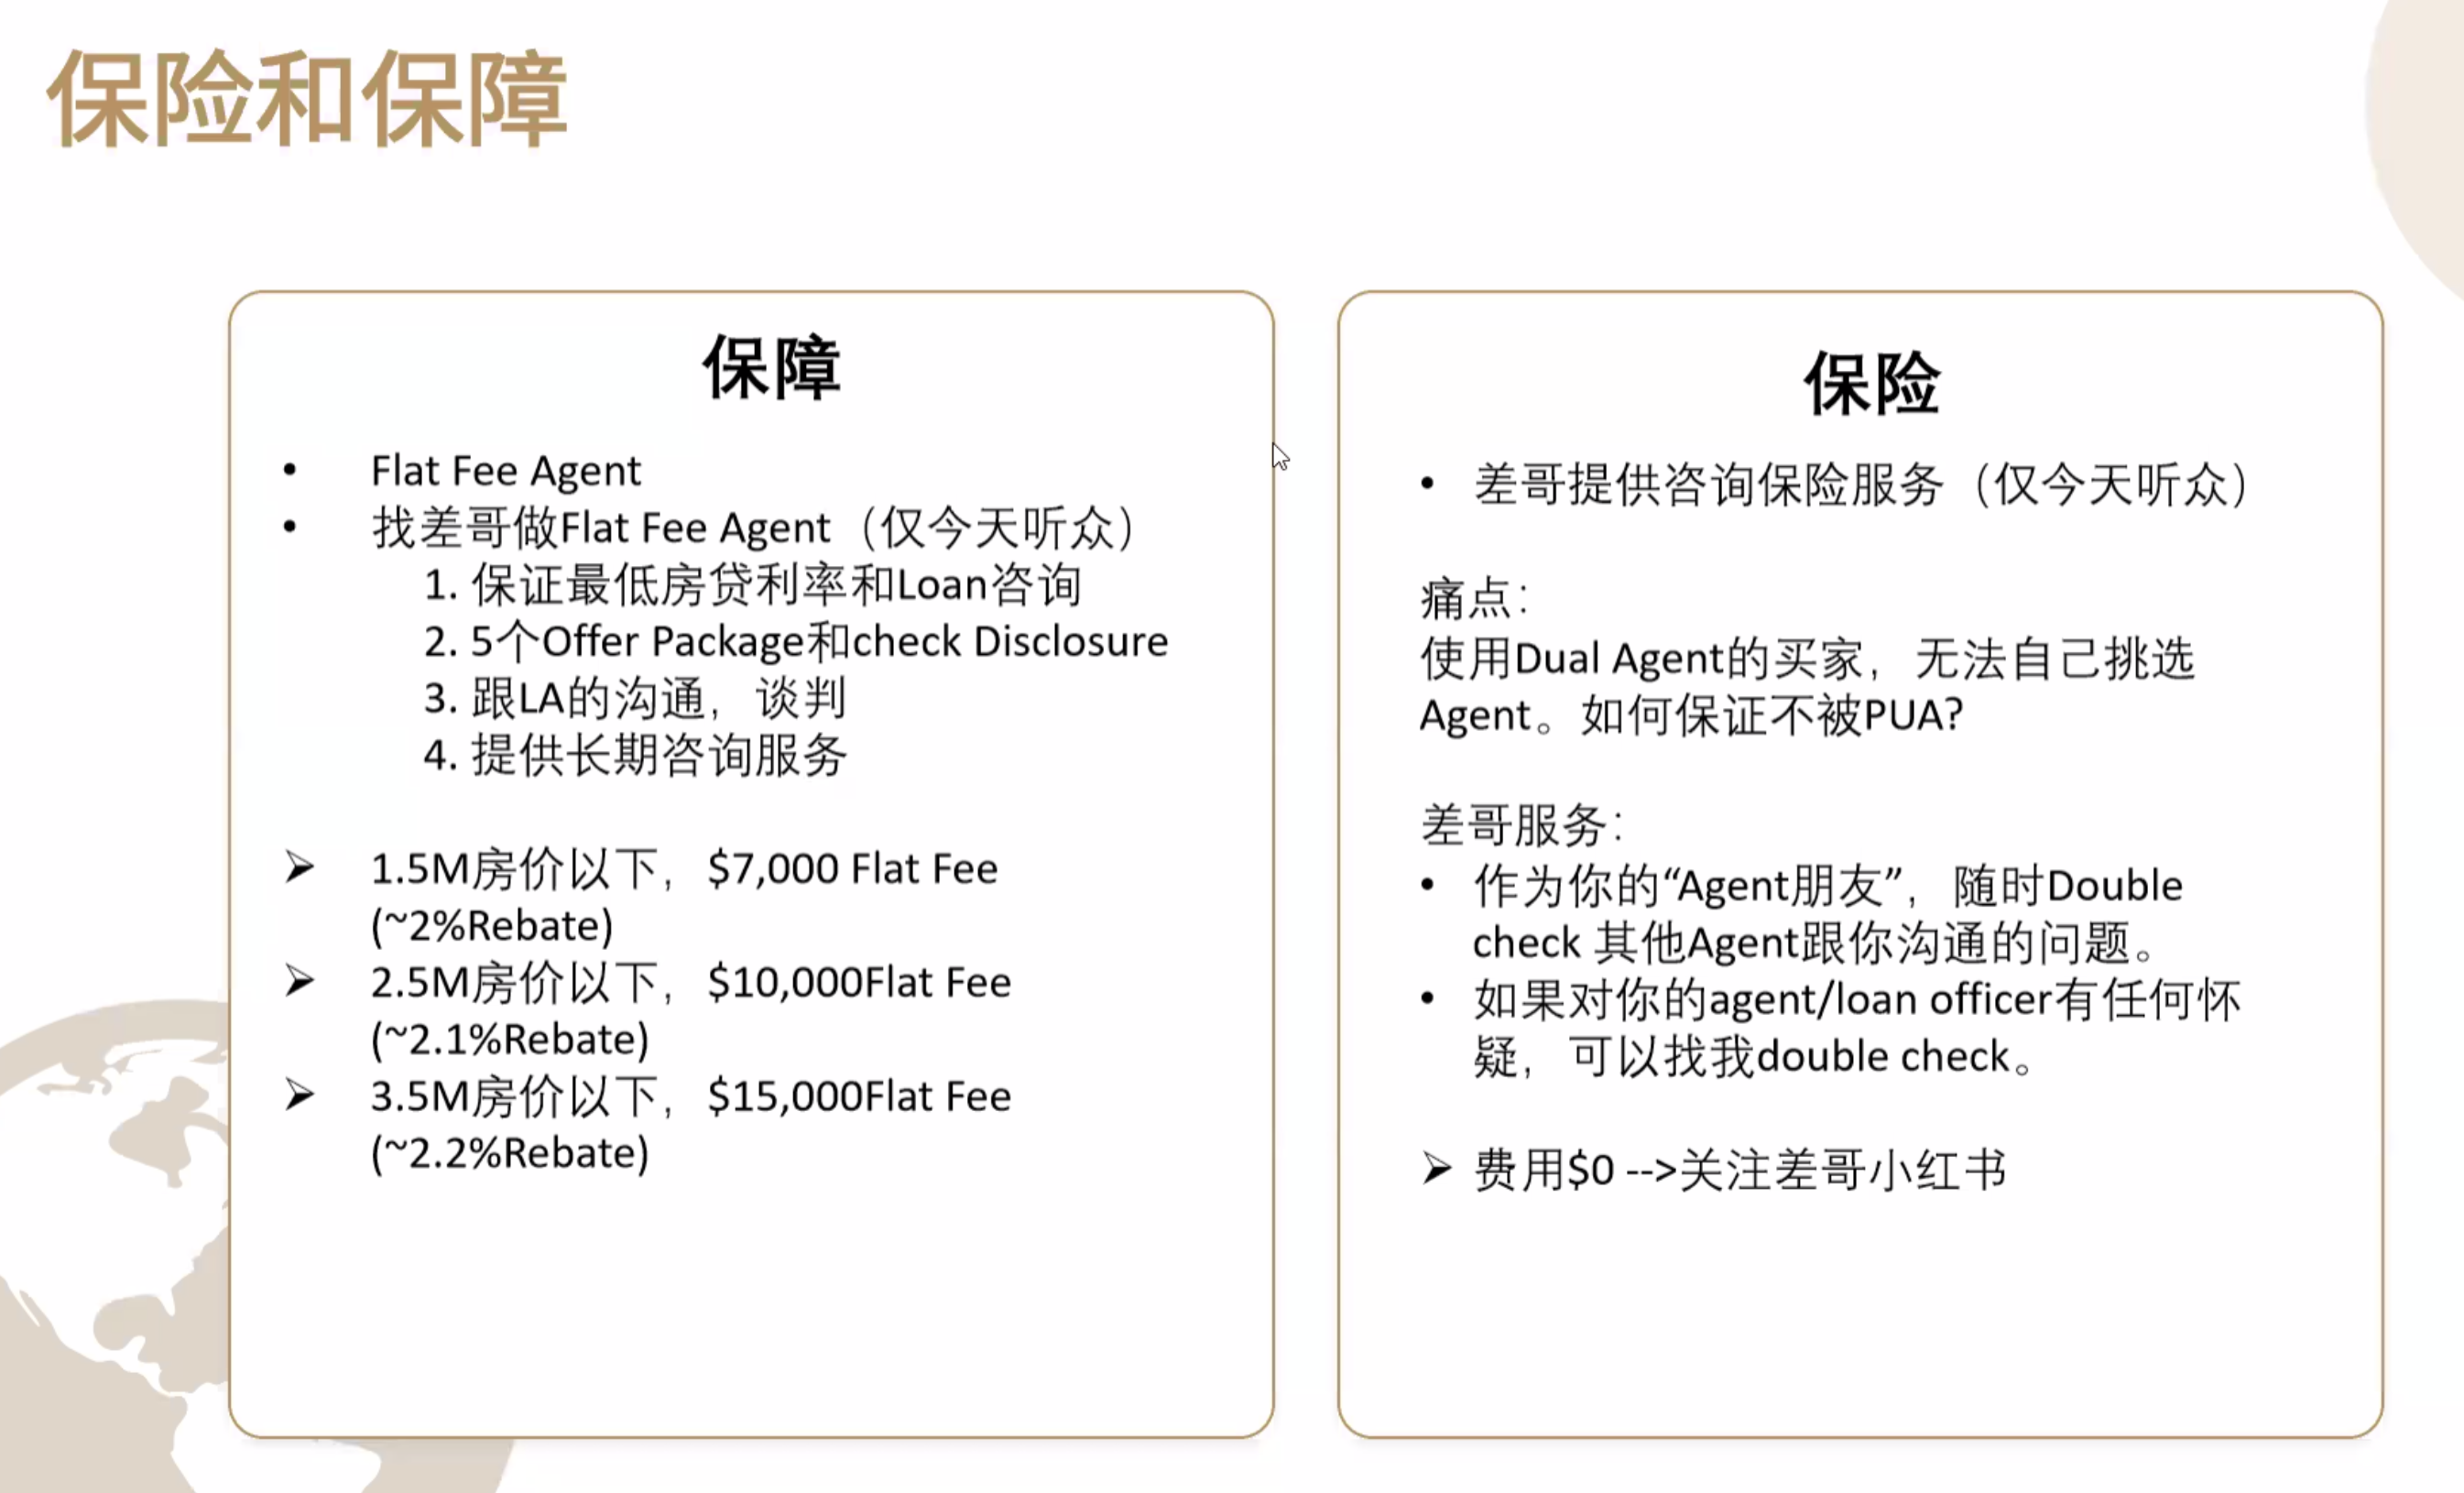 保险和保障
保障
• Flat Fee Agent
• 找差哥做Flat Fee Agent（仅今天听众）
1. 保证最低房贷利率和Loan咨询
2. 5个Offer Package和check Disclosure
3. 跟LA的沟通，谈判
4. 提供长期咨询服务
➢ 1.5M房价以下，$7,000 Flat Fee
(~2%Rebate)
➢ 2.5M房价以下，$10,000Flat Fee
(~2.1%Rebate)
➢ 3.5M房价以下，$15,000Flat Fee
(~2.2%Rebate)
保险
• 差哥提供咨询保险服务（仅今天听众）
痛点：
使用Dual Agent的买家，无法自己挑选
Agent。如何保证不被PUA?
差哥服务：
• 作为你的“Agent朋友”，随时Double
check 其他Agent跟你沟通的问题。
• 如果对你的agent/loan officer有任何怀
疑，可以找我double check。
➢ 费用$0 -->关注差哥小红书